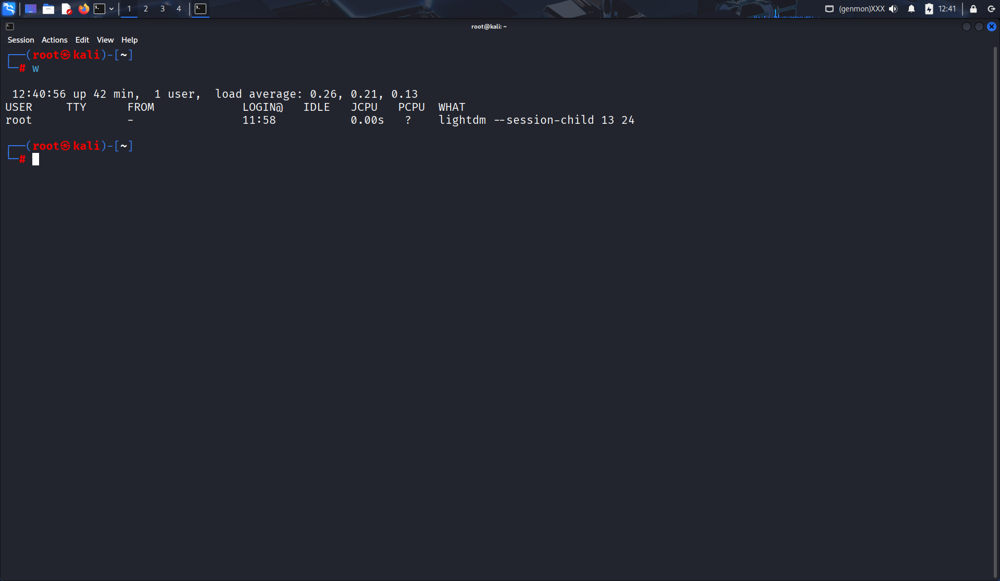 1 2 3 4 (genmon)XXX 12:41
root@kali: ~
Session Actions Edit View Help
┌──(root㉿kali)-[~]
└─# w

 12:40:56 up 42 min,  1 user,  load average: 0.26, 0.21, 0.13
USER     TTY      FROM             LOGIN@   IDLE   JCPU   PCPU  WHAT
root              -                11:58           0.00s   ?    lightdm --session-child 13 24

┌──(root㉿kali)-[~]
└─#